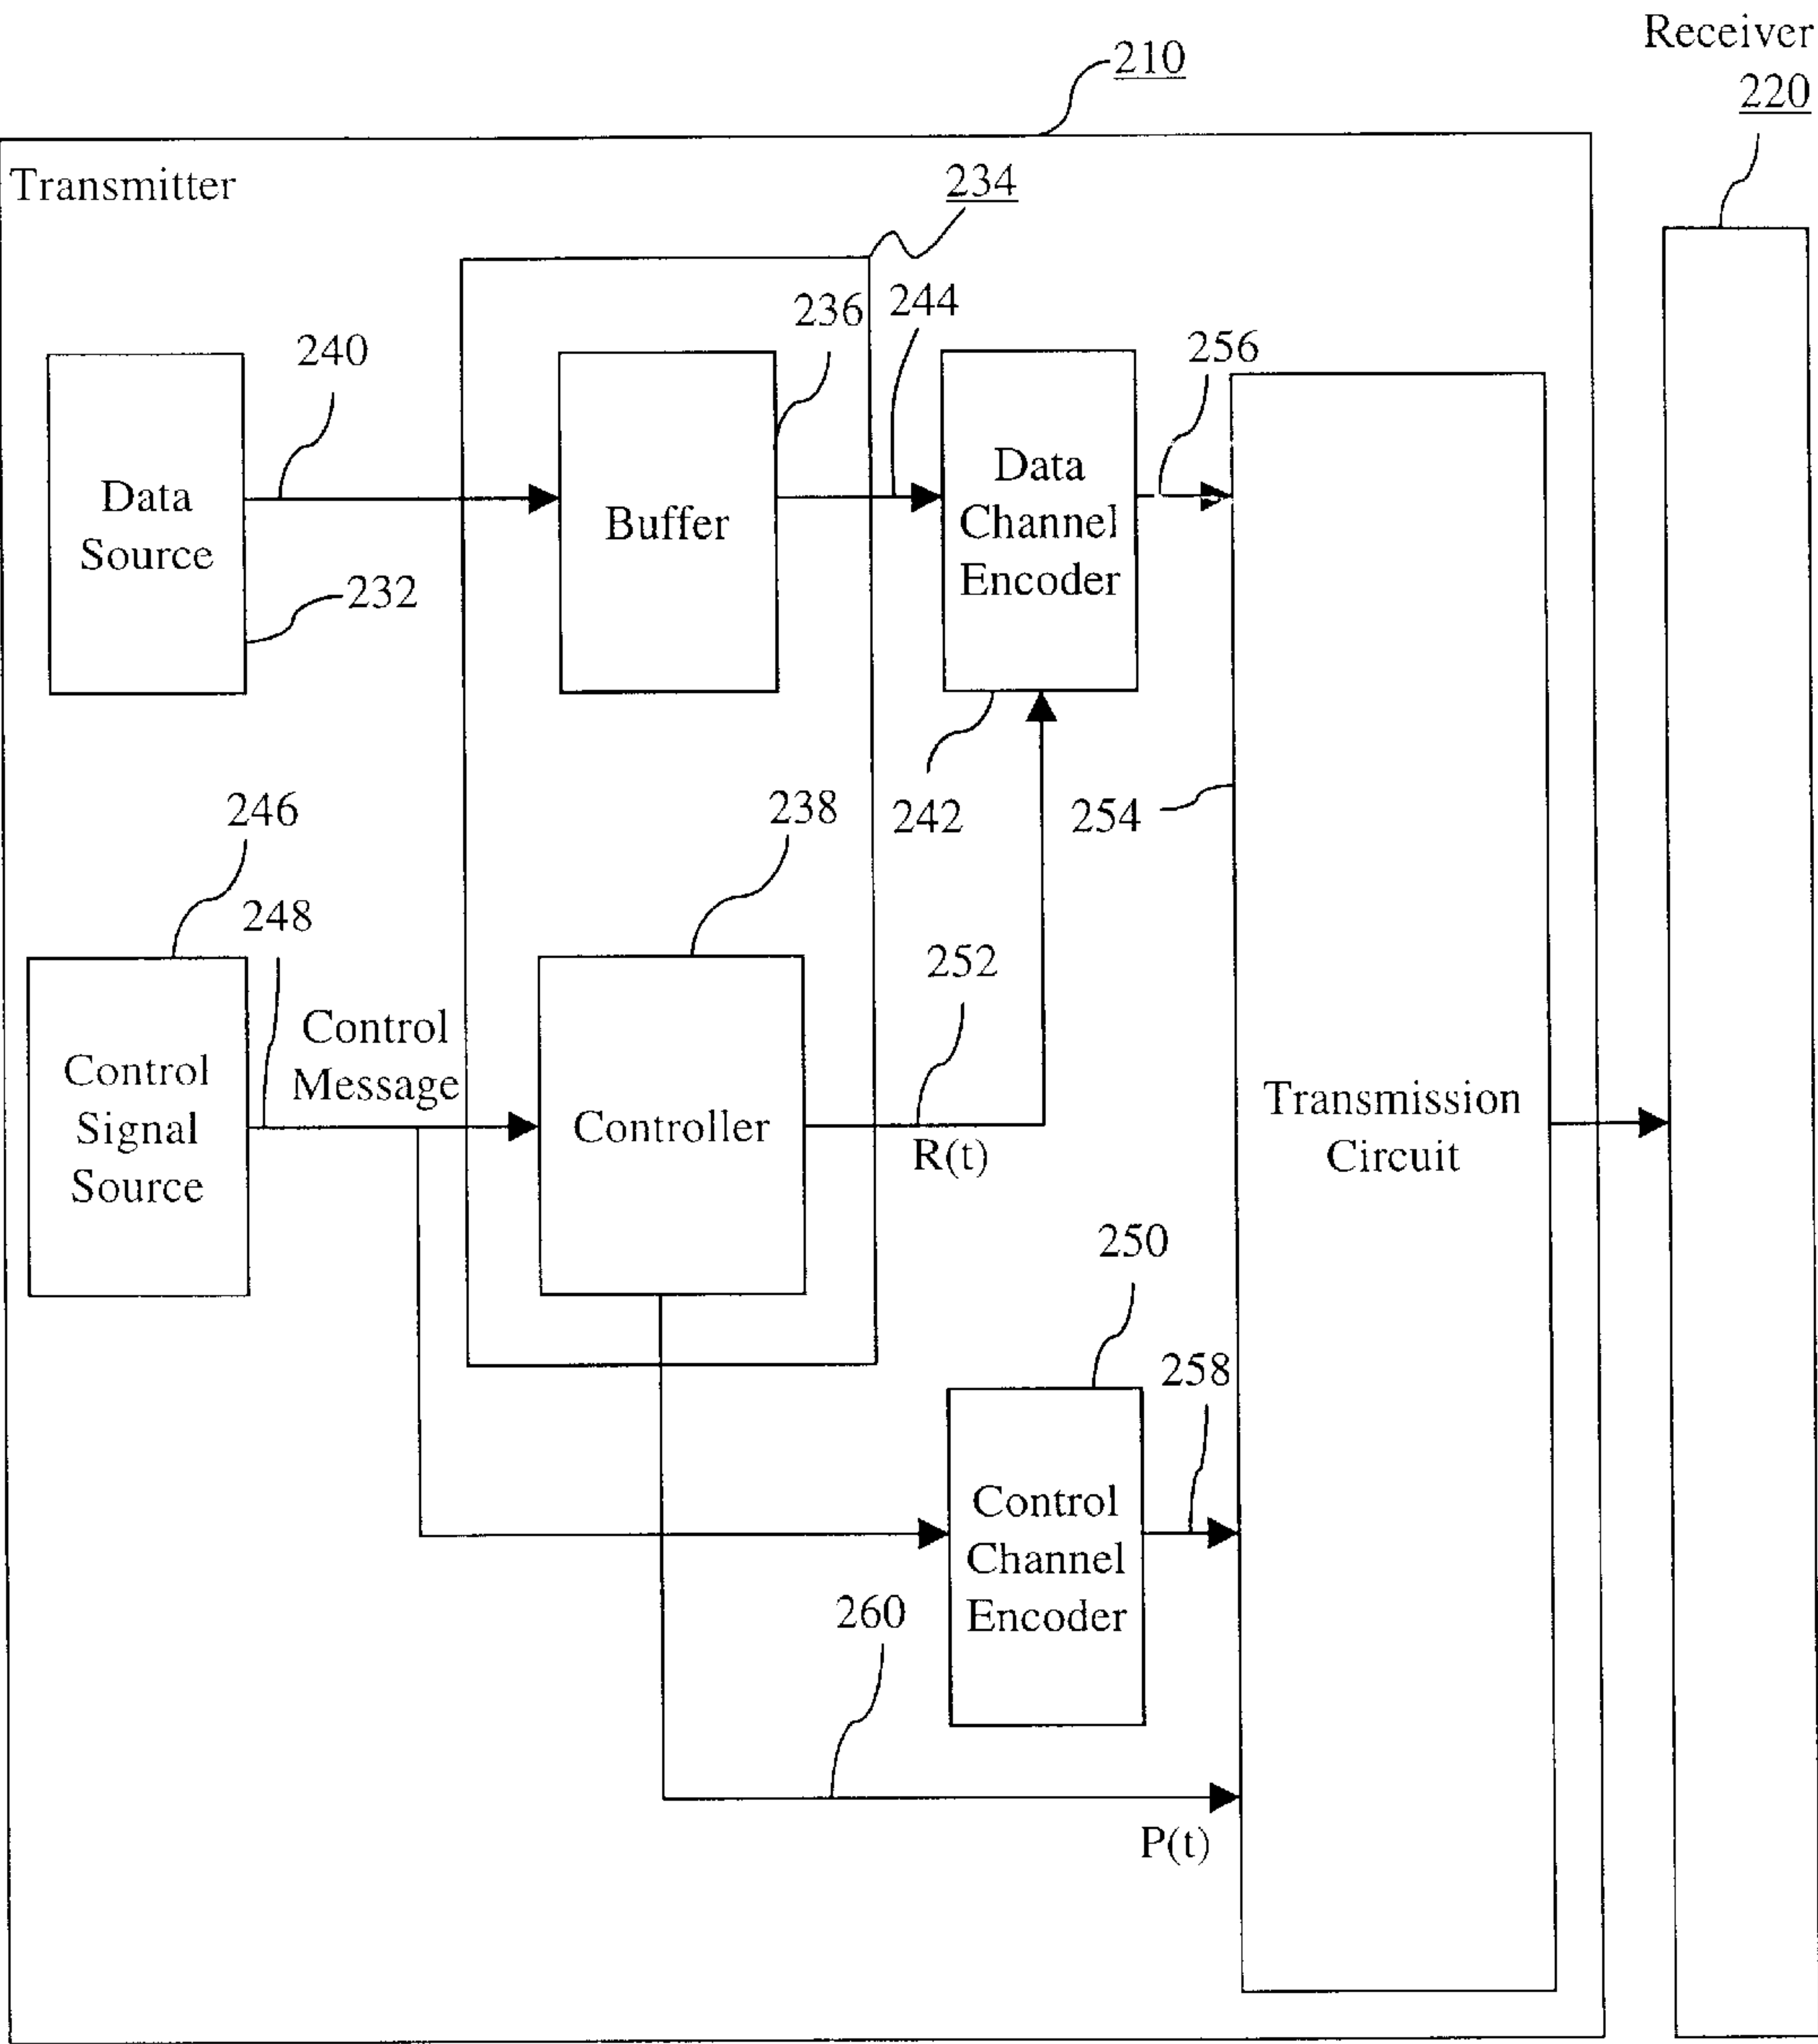 Receiver
220
210
Transmitter
234
236
244
240
256
Data
Source
Buffer
Data
Channel
Encoder
232
246
238
242
254
248
252
Control
Message
Control
Signal
Source
Controller
R(t)
Transmission
Circuit
250
258
Control
Channel
Encoder
260
P(t)